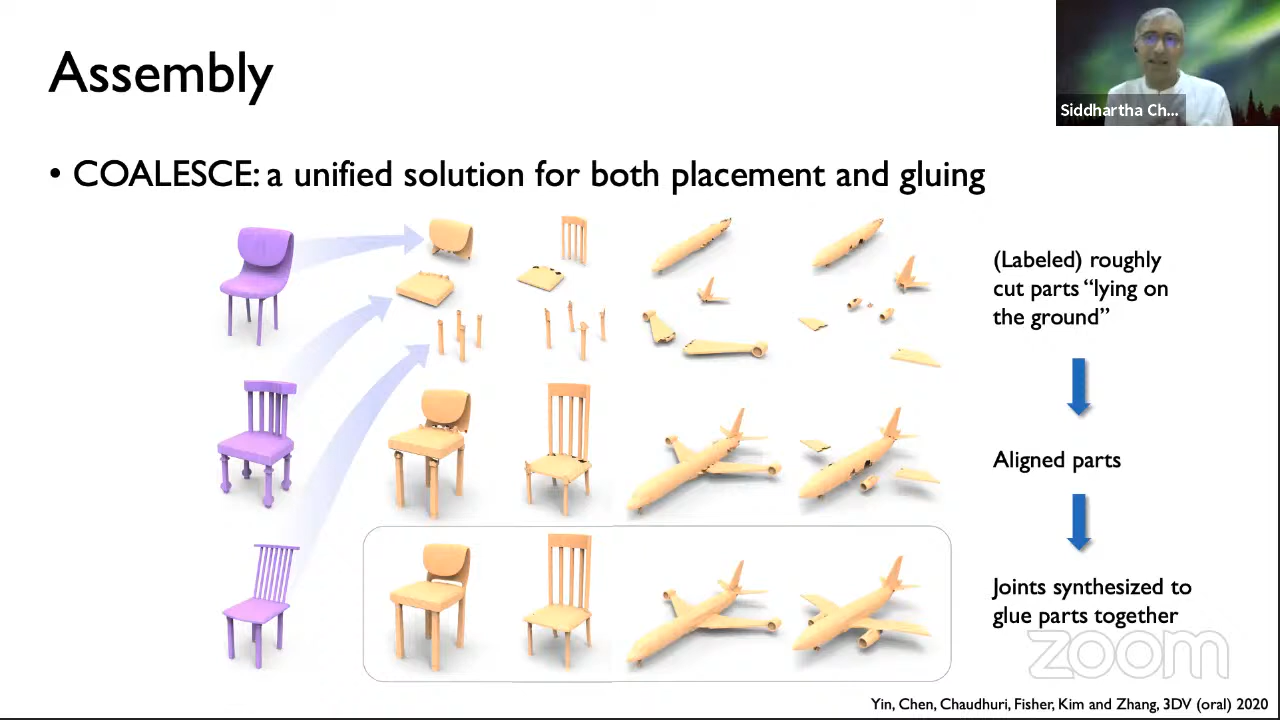 Assembly
Siddhartha Ch...
• COALESCE: a unified solution for both placement and gluing
(Labeled) roughly
cut parts “lying on
the ground”
Aligned parts
Joints synthesized to
glue parts together
zoom
Yin, Chen, Chaudhuri, Fisher, Kim and Zhang, 3DV (oral) 2020